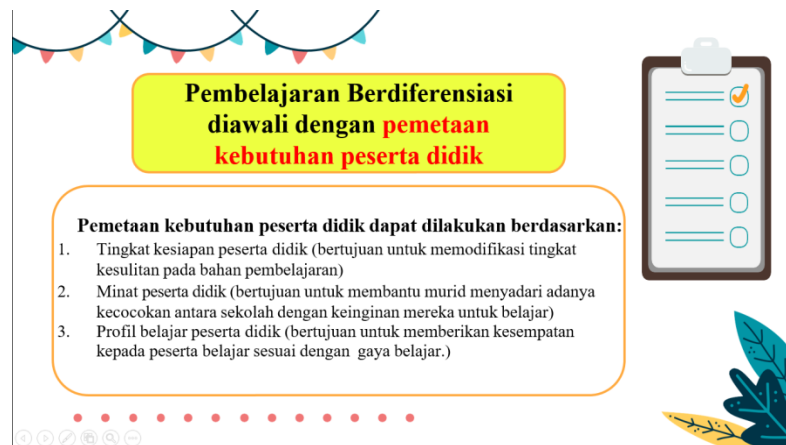 Pembelajaran Berdiferensiasi
diawali dengan pemetaan
kebutuhan peserta didik
Pemetaan kebutuhan peserta didik dapat dilakukan berdasarkan:
1. Tingkat kesiapan peserta didik (bertujuan untuk memodifikasi tingkat
kesulitan pada bahan pembelajaran)
2. Minat peserta didik (bertujuan untuk membantu murid menyadari adanya
kecocokan antara sekolah dengan keinginan mereka untuk belajar)
3. Profil belajar peserta didik (bertujuan untuk memberikan kesempatan
kepada peserta belajar sesuai dengan gaya belajar.)